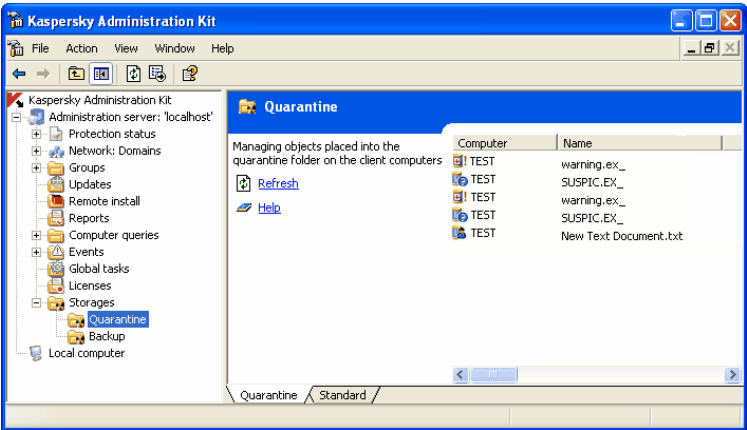 Kaspersky Administration Kit
File Action View Window Help
Kaspersky Administration Kit
Administration server: 'localhost'
Protection status
Network: Domains
Groups
Updates
Remote install
Reports
Computer queries
Events
Global tasks
Licenses
Storages
Quarantine
Backup
Local computer
Quarantine
Managing objects placed into the
quarantine folder on the client computers
Refresh
Help
Computer Name
TEST warning.ex_
TEST SUSPIC.EX_
TEST warning.ex_
TEST SUSPIC.EX_
TEST New Text Document.txt
Quarantine Standard